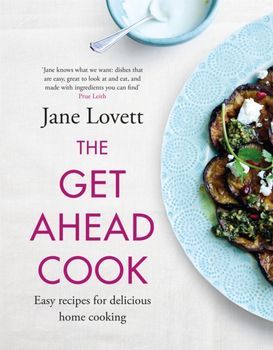 'Jane knows what we want: dishes that
are easy, great to look at and eat, and
made with ingredients you can find'
Prue Leith
Jane Lovett
THE
GET
AHEAD
COOK
Easy recipes for delicious
home cooking